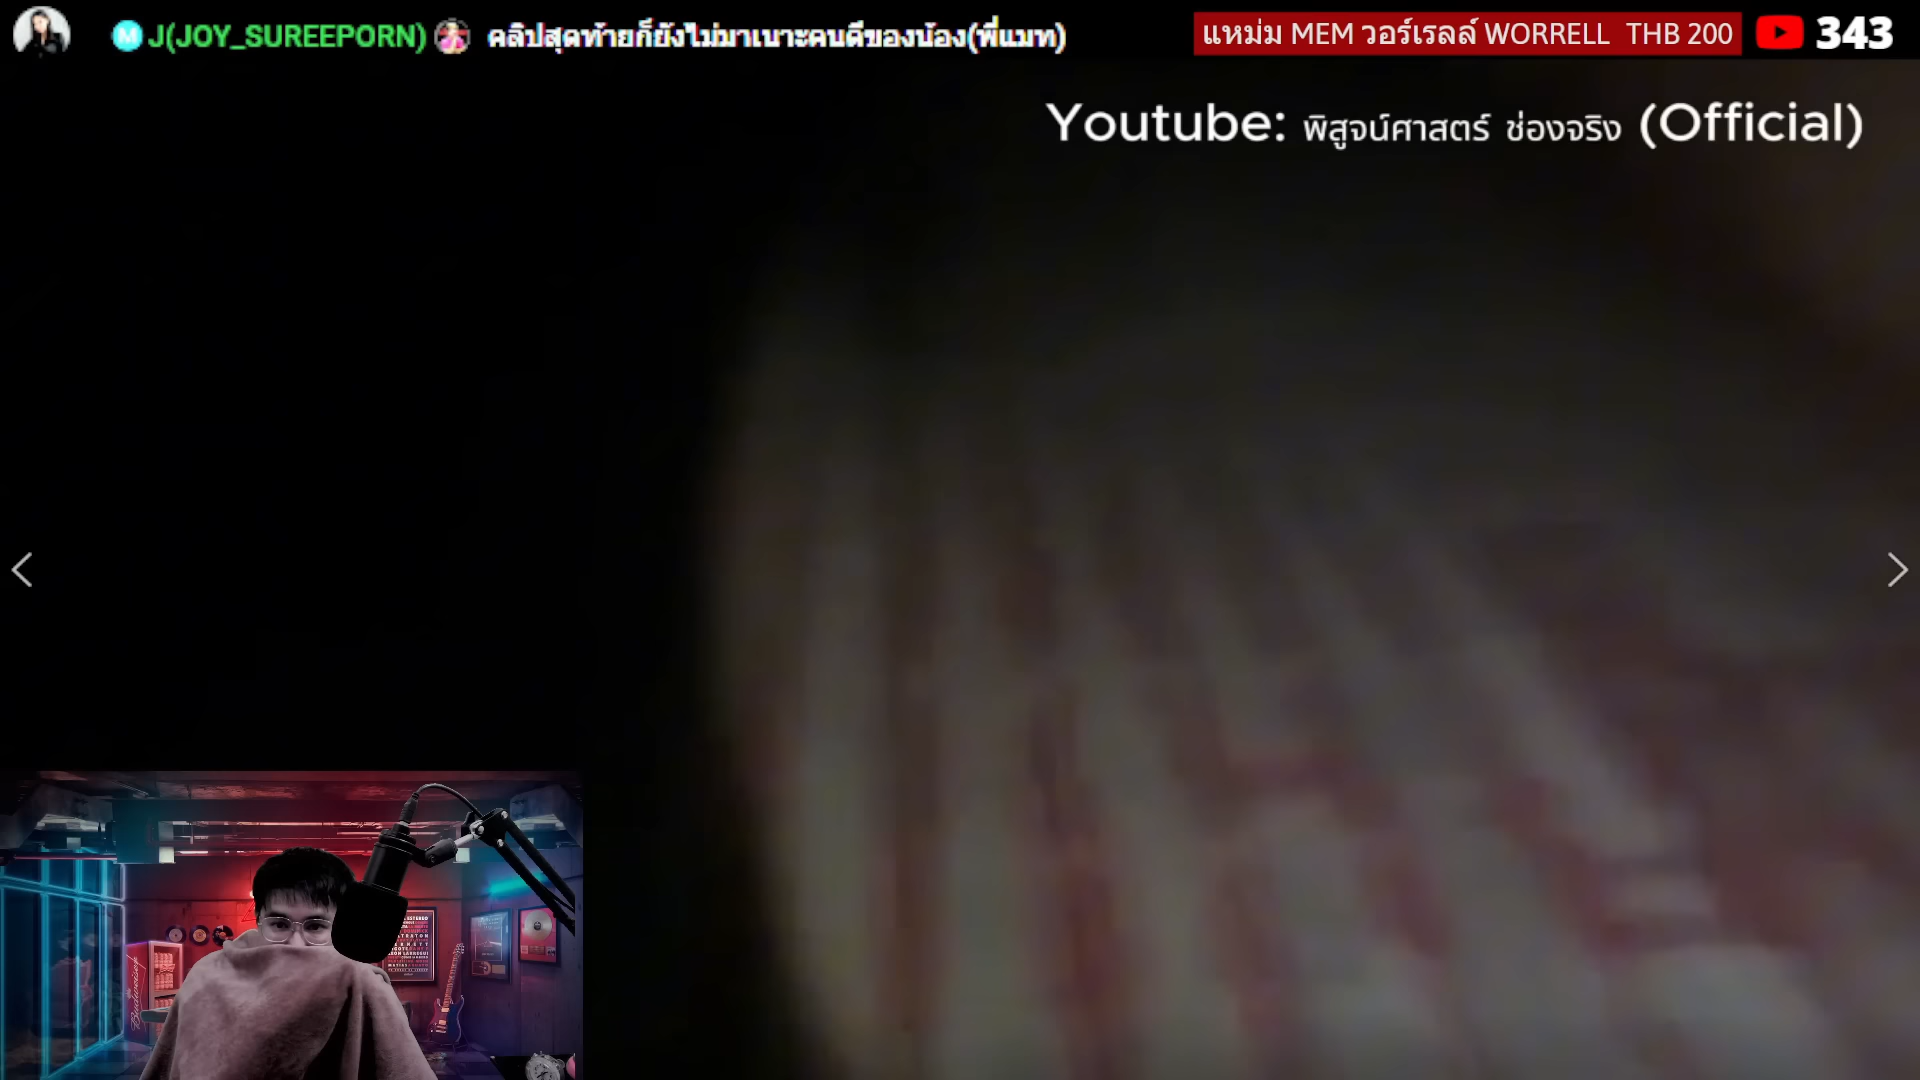 J(JOY_SUREEPORN) คลิปสุดท้ายก็ยังไม่มาเนาะคนดีของน้อง(พี่แมท)
แหม่ม MEM วอร์เรลล์ WORRELL THB 200
343
Youtube: พิสูจน์ศาสตร์ ช่องจริง (Official)
Budweiser